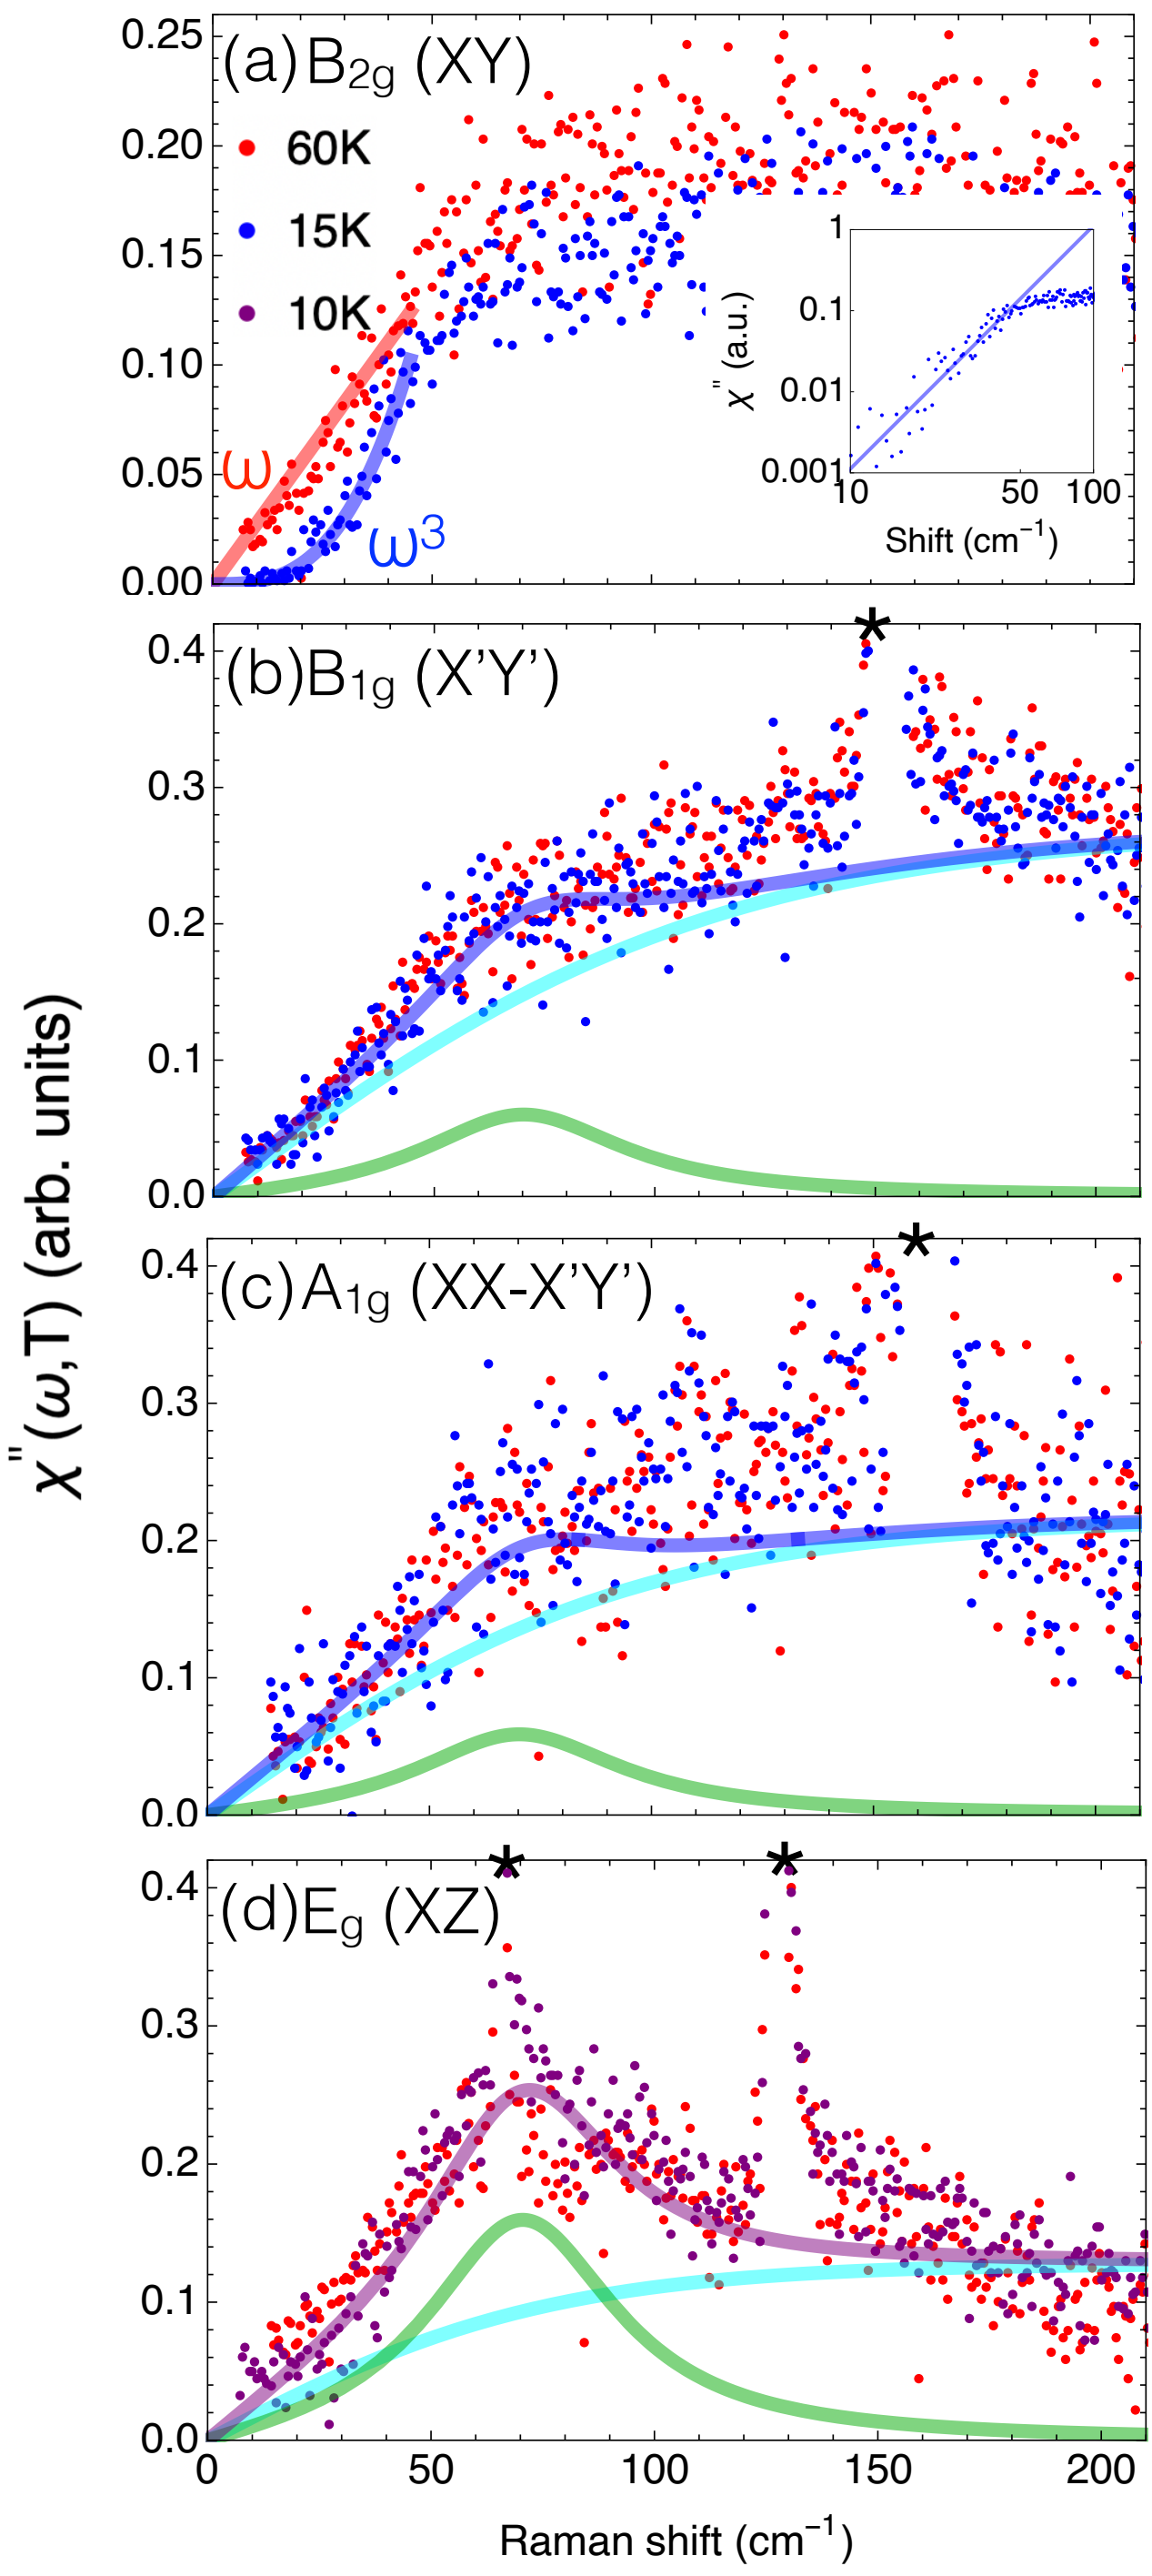 χ''(ω,T) (arb. units)
0.25
0.20
0.15
0.10
0.05
0.00
(a) B2g (XY)
60K
15K
10K
ω
ω³
χ'' (a.u.)
1
0.1
0.01
0.001
10 50 100
Shift (cm⁻¹)
0.4
0.3
0.2
0.1
0.0
(b) B1g (X'Y')
*
0.4
0.3
0.2
0.1
0.0
(c) A1g (XX-X'Y')
*
0.4
0.3
0.2
0.1
0.0
(d) Eg (XZ)
* *
0 50 100 150 200
Raman shift (cm⁻¹)